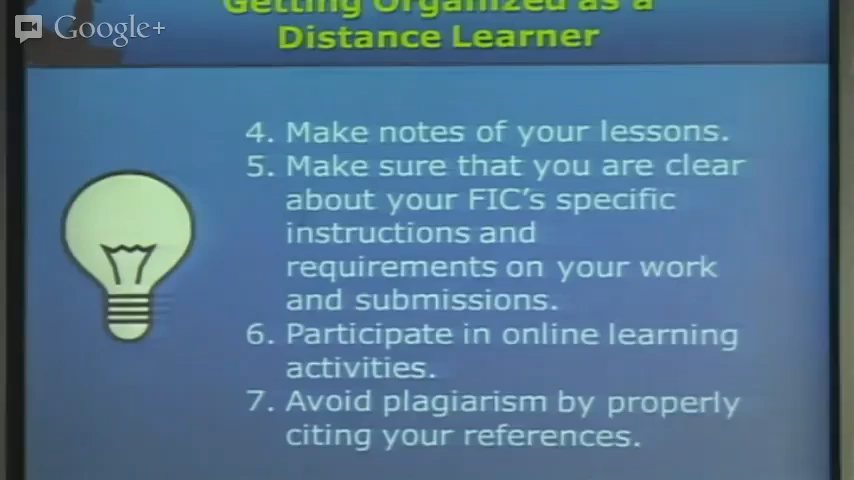 Google+
Getting Organized as a
Distance Learner
4. Make notes of your lessons.
5. Make sure that you are clear
about your FIC's specific
instructions and
requirements on your work
and submissions.
6. Participate in online learning
activities.
7. Avoid plagiarism by properly
citing your references.